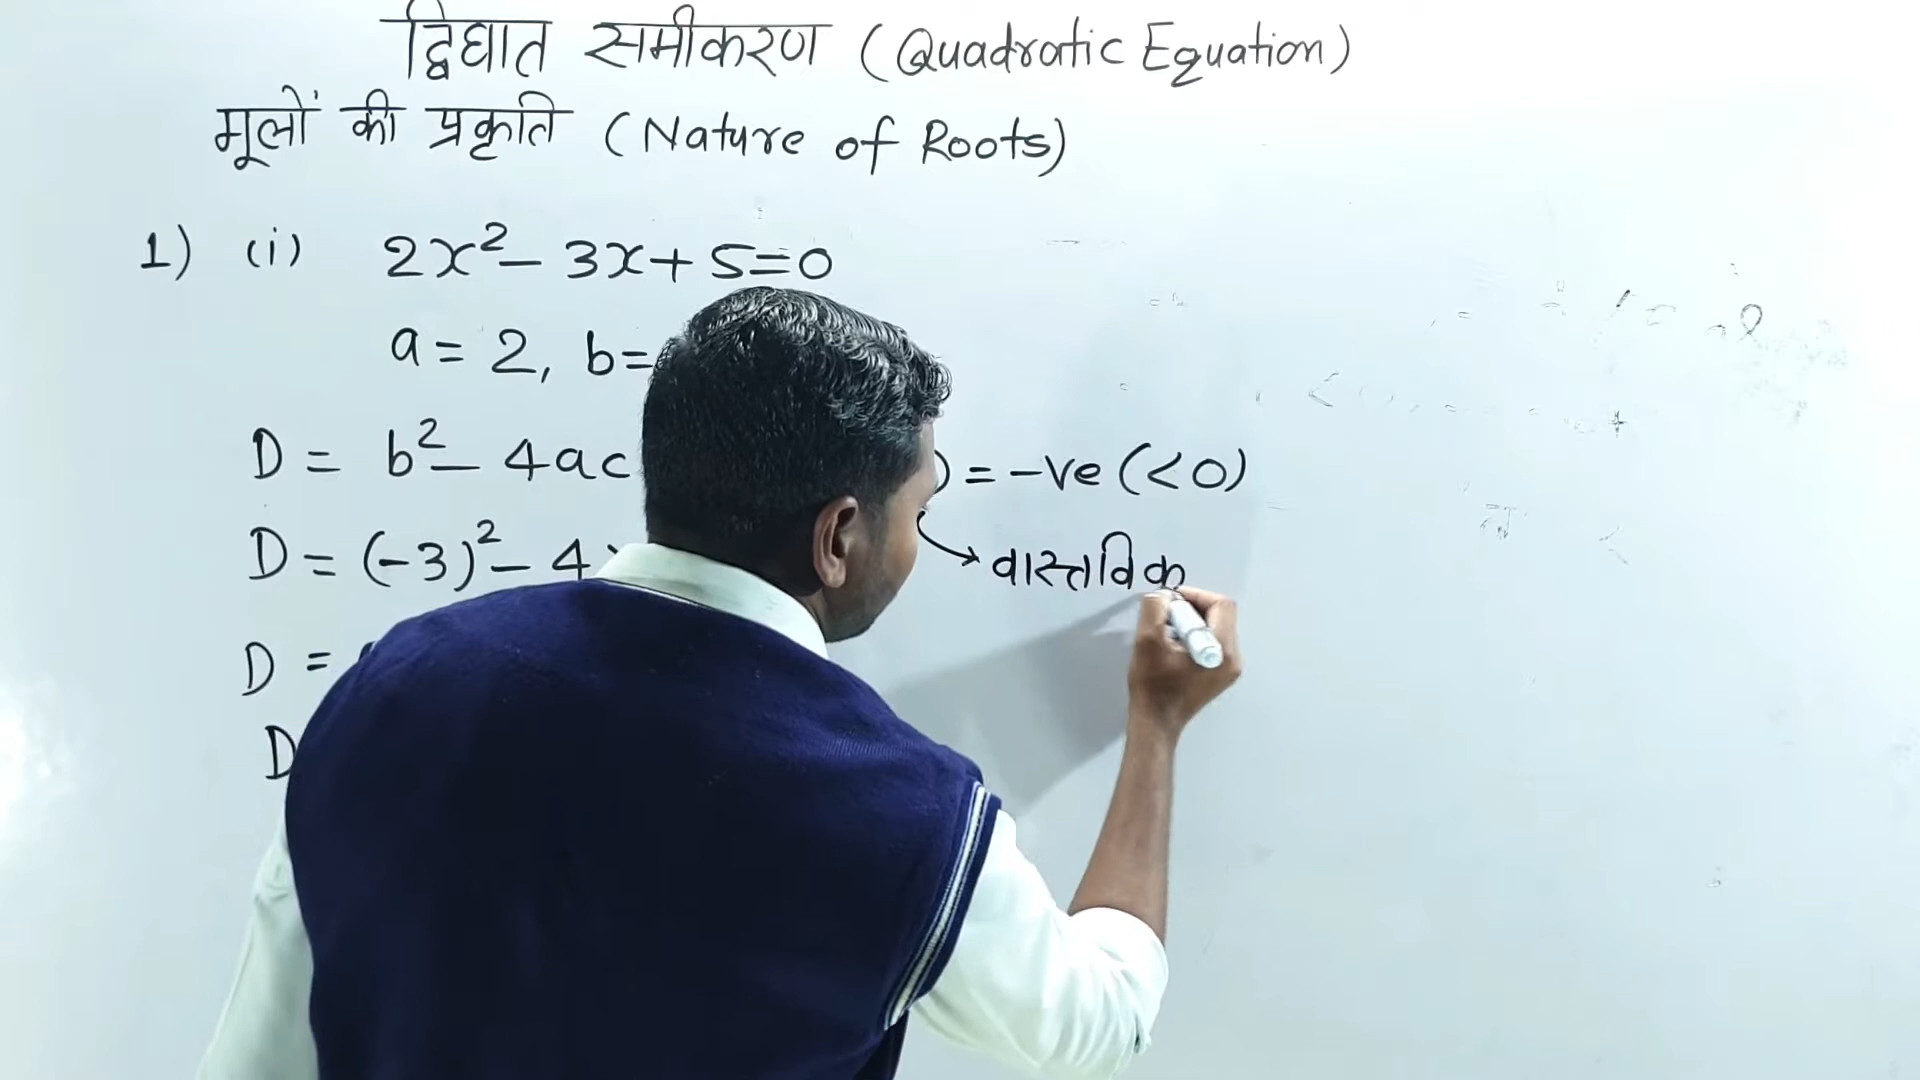 द्विघात समीकरण (Quadratic Equation)
मूलों की प्रकृति (Nature of Roots)
1) (i) 2x² - 3x + 5 = 0
a = 2, b =
D = b² - 4ac
D = -ve (< 0)
D = (-3)² - 4
→ वास्तविक
D =
D